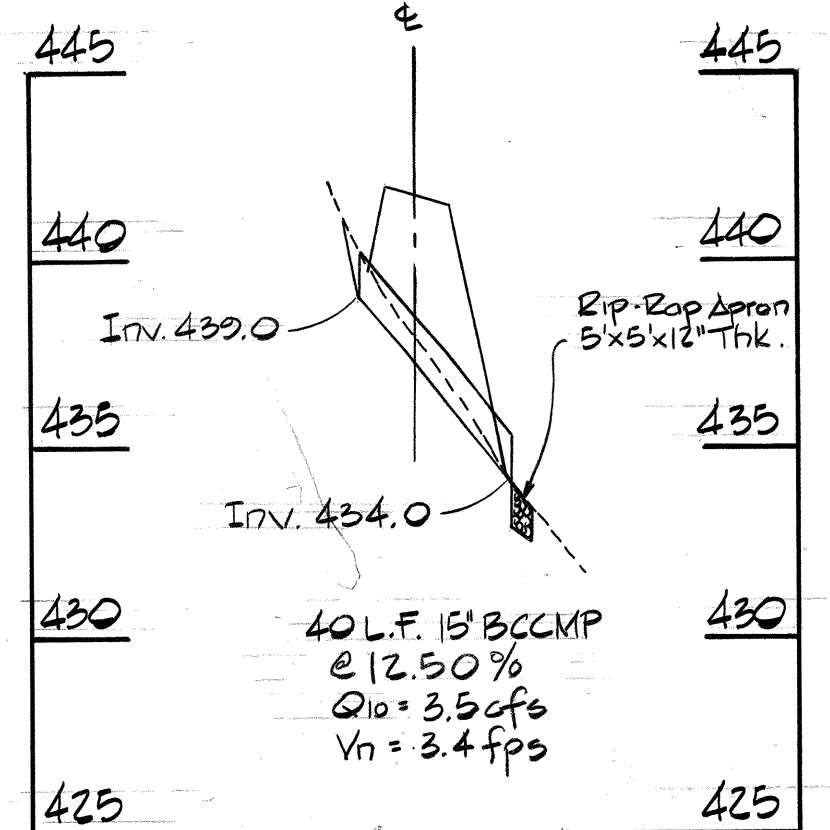 ℄
445
445
440
440
Inv. 439.0
Rip-Rap Apron
5'x5'x12" Thk.
435
435
Inv. 434.0
430
430
40 L.F. 15" BCCMP
@ 12.50 %
Q10 = 3.5 cfs
Vn = 3.4 fps
425
425